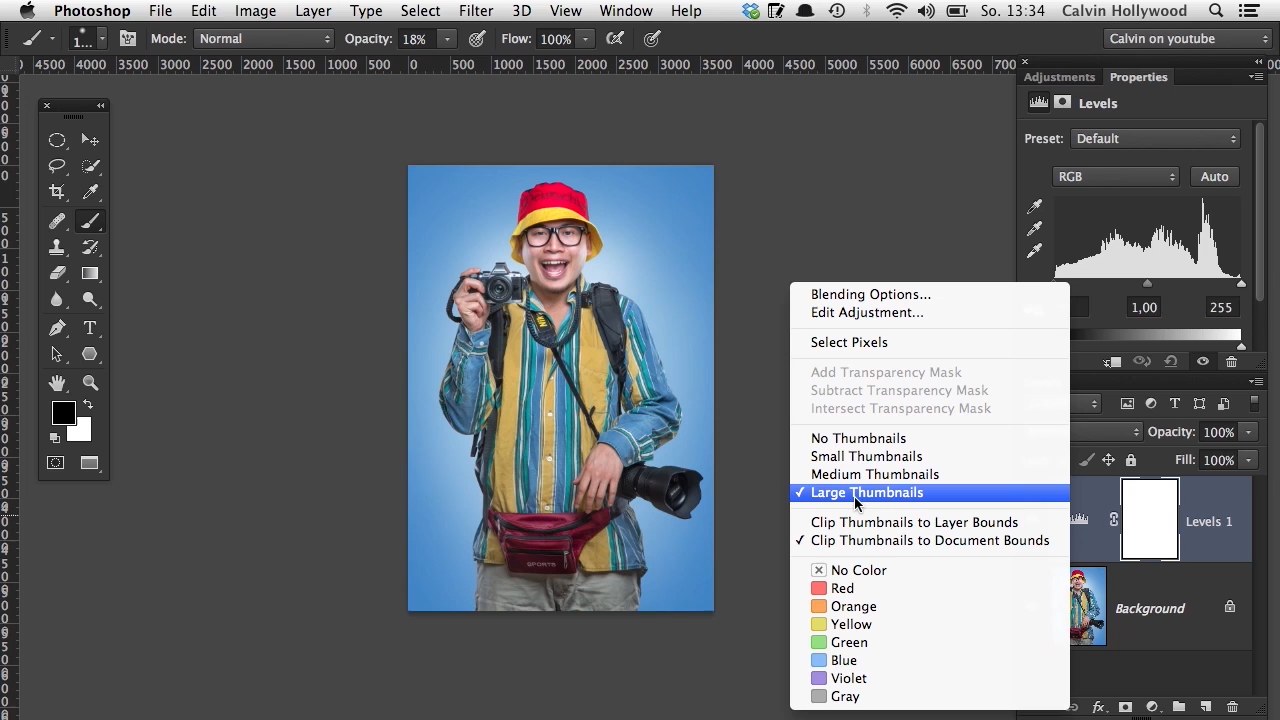 Photoshop File Edit Image Layer Type Select Filter 3D View Window Help So. 13:34 Calvin Hollywood
1... Mode: Normal Opacity: 18% Flow: 100% Calvin on youtube
4500 4000 3500 3000 2500 2000 1500 1000 500 0 500 1000 1500 2000 2500 3000 3500 4000 4500 5000 5500 6000 6500 7000
Adjustments Properties
Levels
Preset: Default
RGB Auto
1,00 255
Blending Options...
Edit Adjustment...
Select Pixels
Add Transparency Mask
Subtract Transparency Mask
Intersect Transparency Mask
No Thumbnails
Small Thumbnails
Medium Thumbnails
✓ Large Thumbnails
Clip Thumbnails to Layer Bounds
✓ Clip Thumbnails to Document Bounds
No Color
Red
Orange
Yellow
Green
Blue
Violet
Gray
Opacity: 100%
Fill: 100%
Levels 1
Background
SPORTS